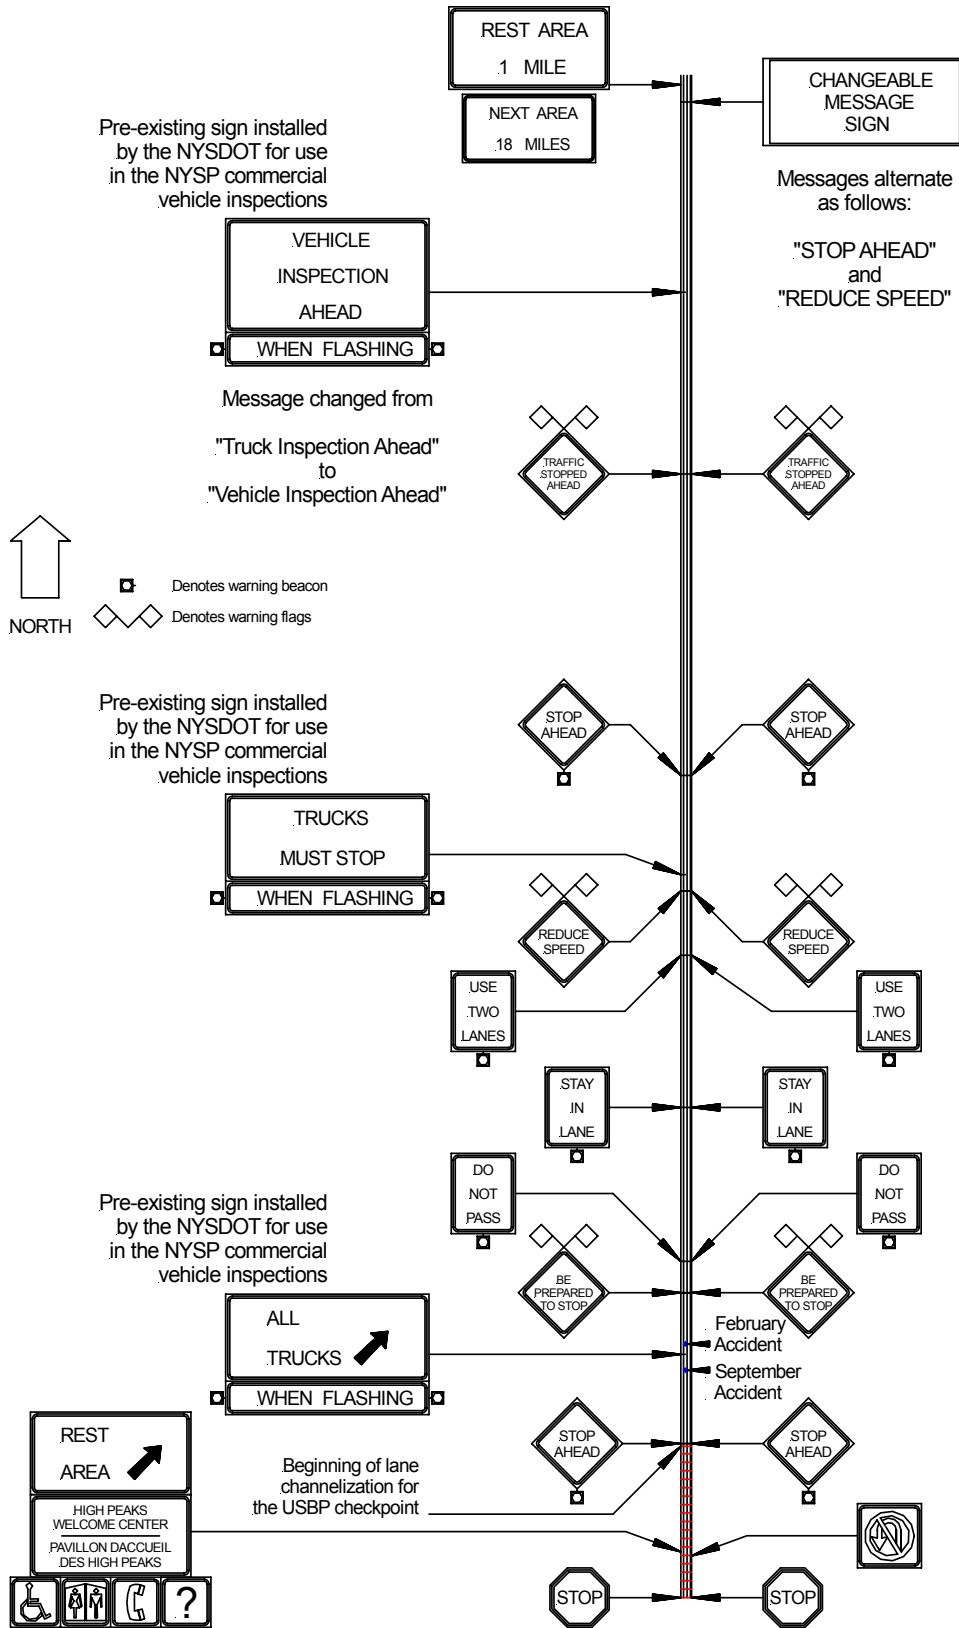 REST AREA
1 MILE
NEXT AREA
18 MILES
CHANGEABLE
MESSAGE
SIGN
Messages alternate
as follows:
"STOP AHEAD"
and
"REDUCE SPEED"
Pre-existing sign installed
by the NYSDOT for use
in the NYSP commercial
vehicle inspections
VEHICLE
INSPECTION
AHEAD
WHEN FLASHING
Message changed from
"Truck Inspection Ahead"
to
"Vehicle Inspection Ahead"
TRAFFIC
STOPPED
AHEAD
TRAFFIC
STOPPED
AHEAD
NORTH
Denotes warning beacon
Denotes warning flags
Pre-existing sign installed
by the NYSDOT for use
in the NYSP commercial
vehicle inspections
STOP
AHEAD
STOP
AHEAD
TRUCKS
MUST STOP
WHEN FLASHING
REDUCE
SPEED
REDUCE
SPEED
USE
TWO
LANES
USE
TWO
LANES
STAY
IN
LANE
STAY
IN
LANE
DO
NOT
PASS
DO
NOT
PASS
Pre-existing sign installed
by the NYSDOT for use
in the NYSP commercial
vehicle inspections
BE
PREPARED
TO STOP
BE
PREPARED
TO STOP
ALL
TRUCKS
WHEN FLASHING
February
Accident
September
Accident
STOP
AHEAD
STOP
AHEAD
REST
AREA
Beginning of lane
channelization for
the USBP checkpoint
HIGH PEAKS
WELCOME CENTER
PAVILLON DACCUEIL
DES HIGH PEAKS
?
STOP
STOP